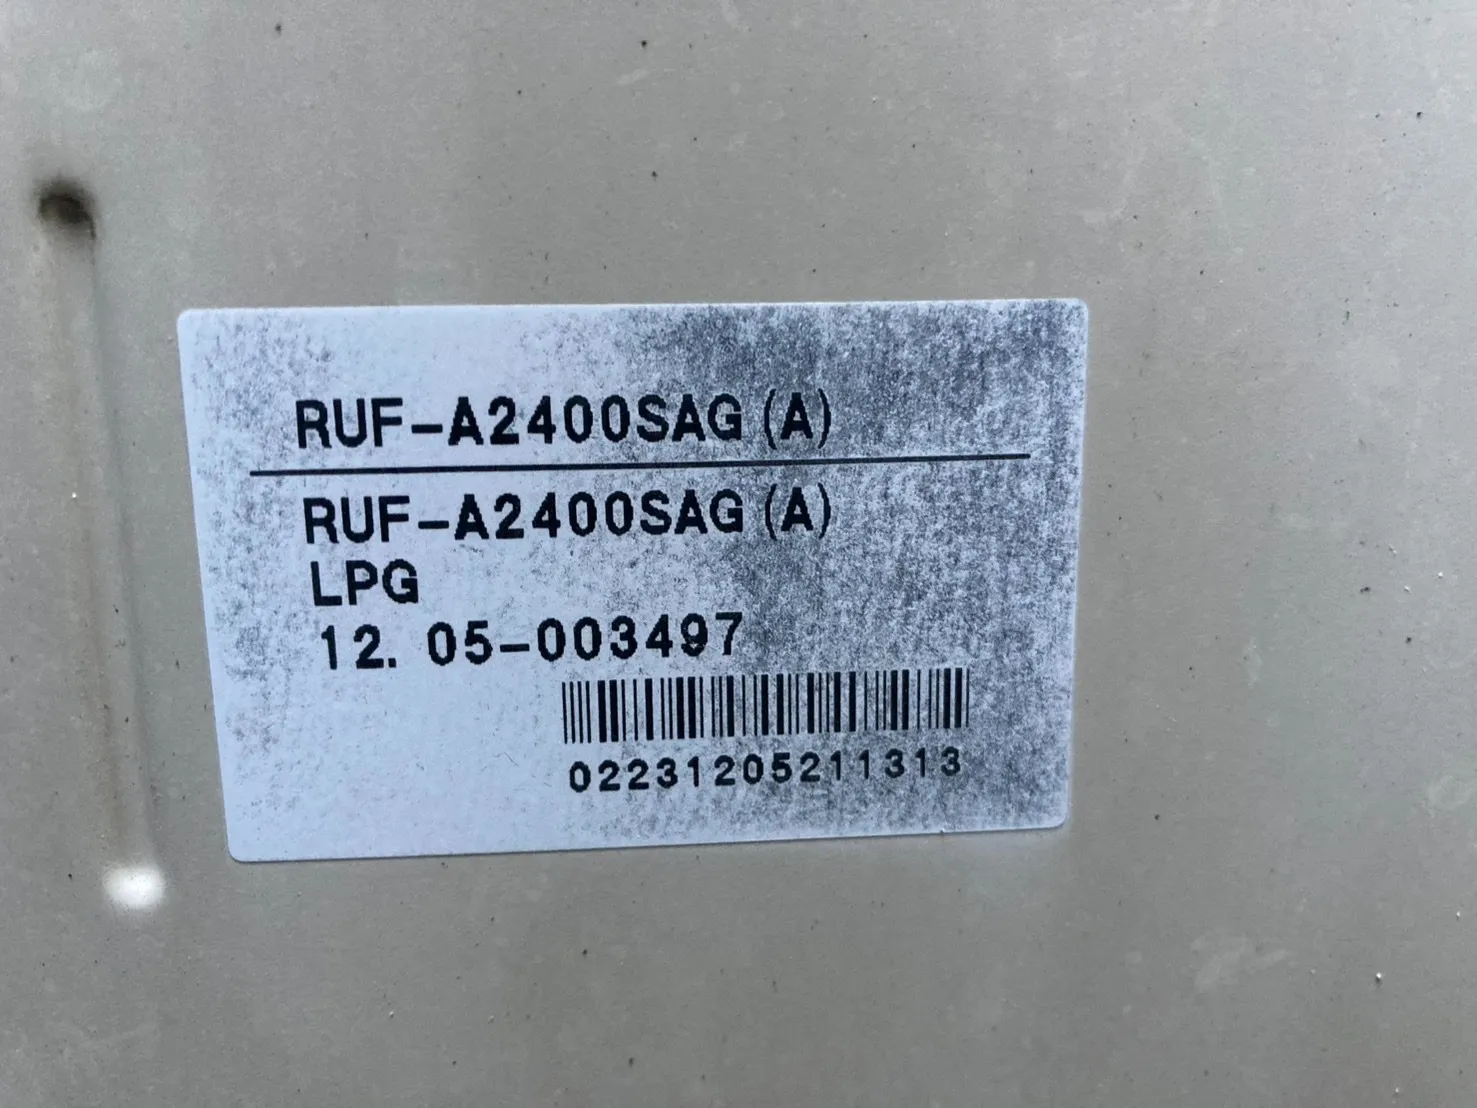 RUF-A2400SAG(A)
RUF-A2400SAG(A)
LPG
12. 05-003497
02231205211313